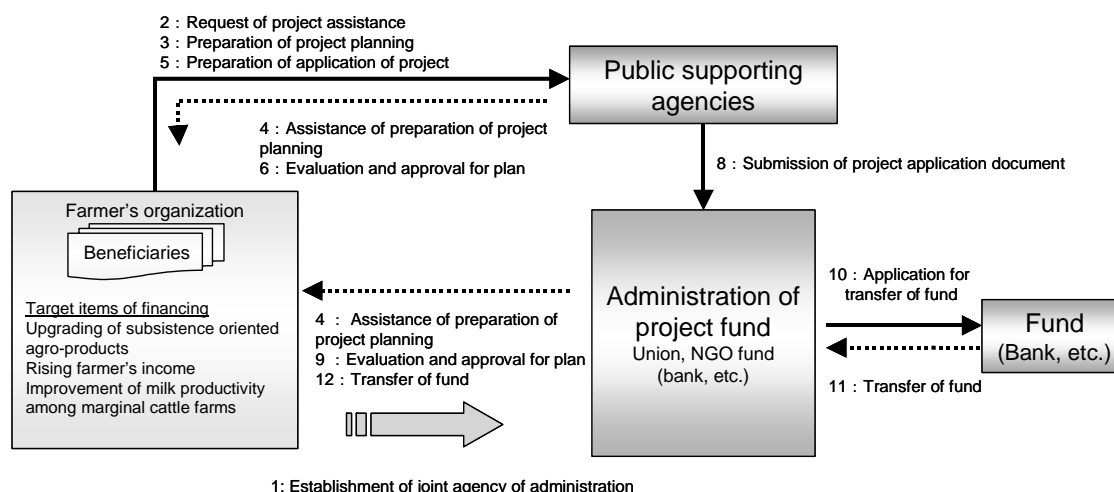 2：Request of project assistance
3：Preparation of project planning
5：Preparation of application of project
Public supporting
agencies
4：Assistance of preparation of project
planning
6：Evaluation and approval for plan
8：Submission of project application document
Farmer's organization
Beneficiaries
Target items of financing
Upgrading of subsistence oriented
agro-products
Rising farmer's income
Improvement of milk productivity
among marginal cattle farms
4 ：Assistance of preparation of
project planning
9：Evaluation and approval for plan
12：Transfer of fund
Administration of
project fund
Union, NGO fund
(bank, etc.)
10：Application for
transfer of fund
Fund
(Bank, etc.)
11：Transfer of fund
1: Establishment of joint agency of administration